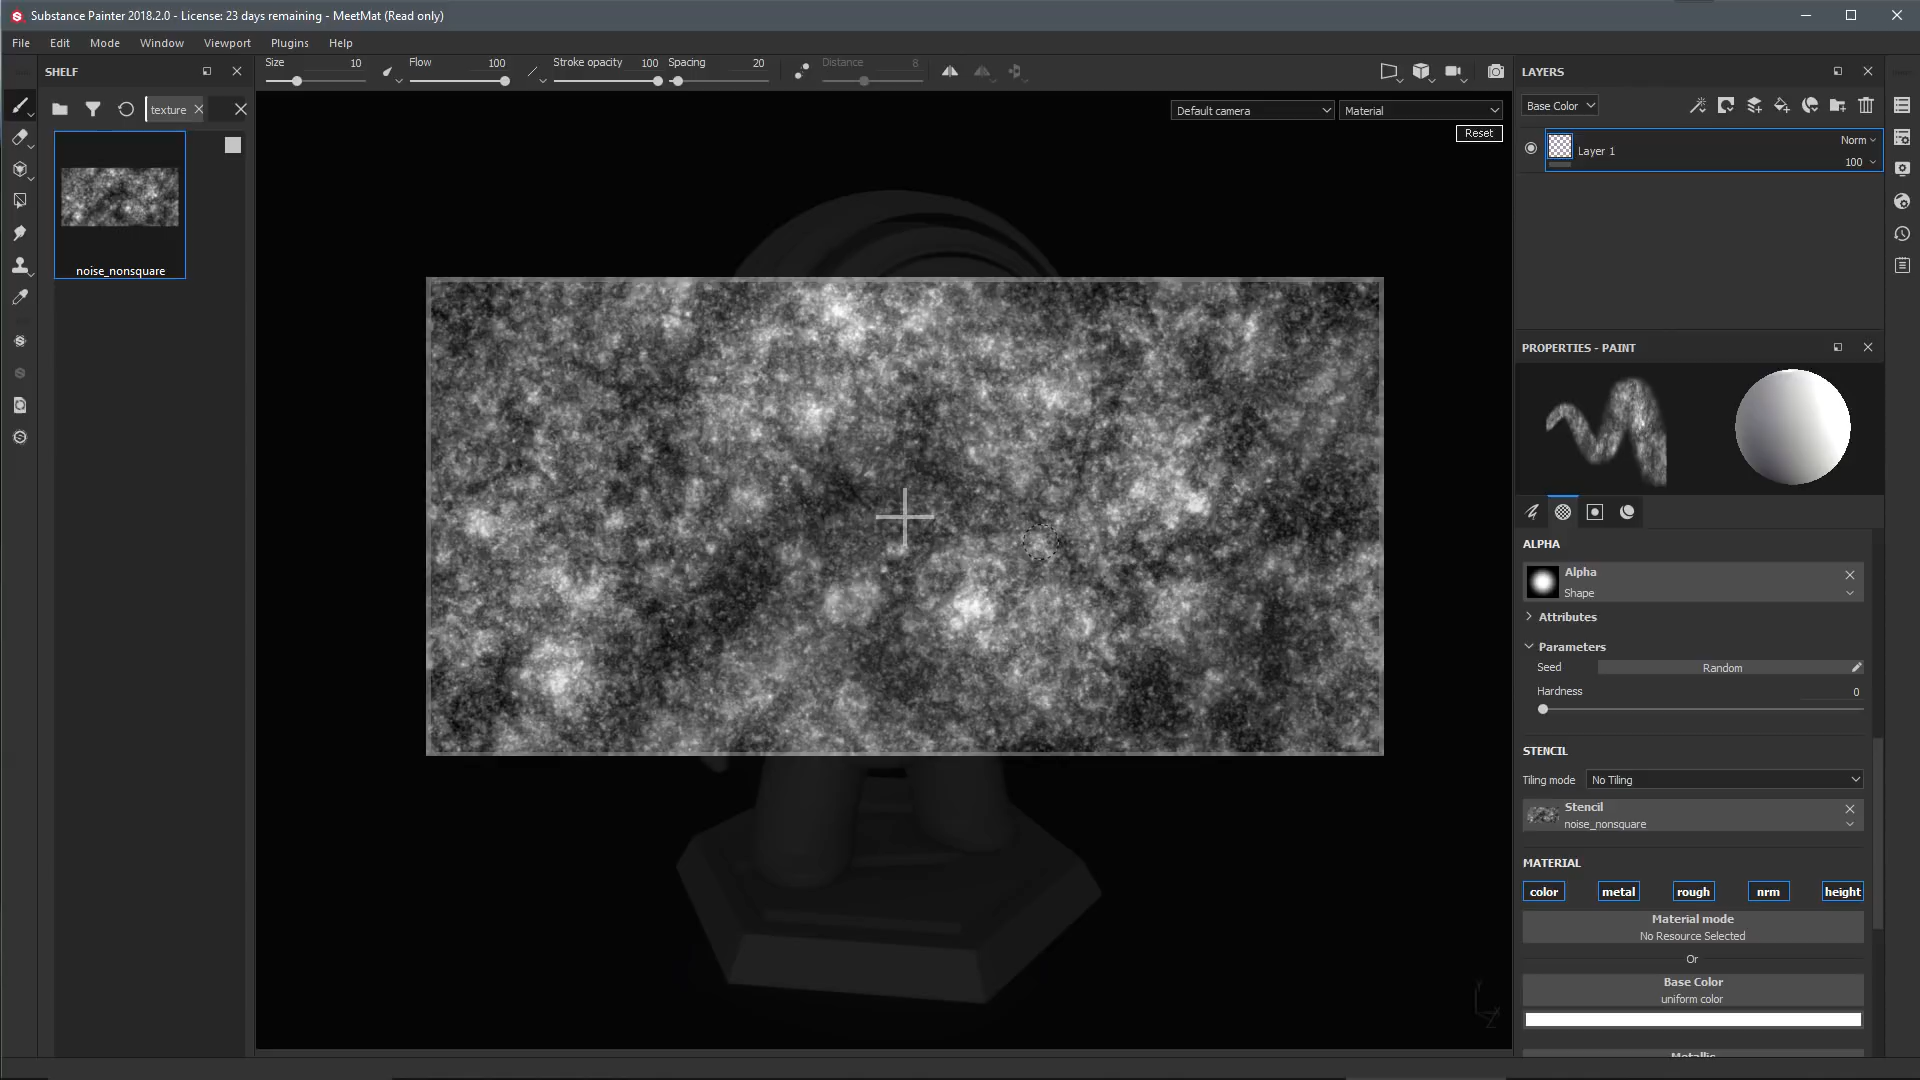 Substance Painter 2018.2.0 - License: 23 days remaining - MeetMat (Read only)
File Edit Mode Window Viewport Plugins Help
SHELF
texture
noise_nonsquare
Size 10 Flow 100 Stroke opacity 100 Spacing 20 Distance 8
Default camera
Material
Reset
LAYERS
Base Color
Layer 1
Norm
100
PROPERTIES - PAINT
ALPHA
Alpha
Shape
Attributes
Parameters
Seed Random
Hardness 0
STENCIL
Tiling mode No Tiling
Stencil
noise_nonsquare
MATERIAL
color metal rough nrm height
Material mode
No Resource Selected
Or
Base Color
uniform color
Metallic
Y
X
Z